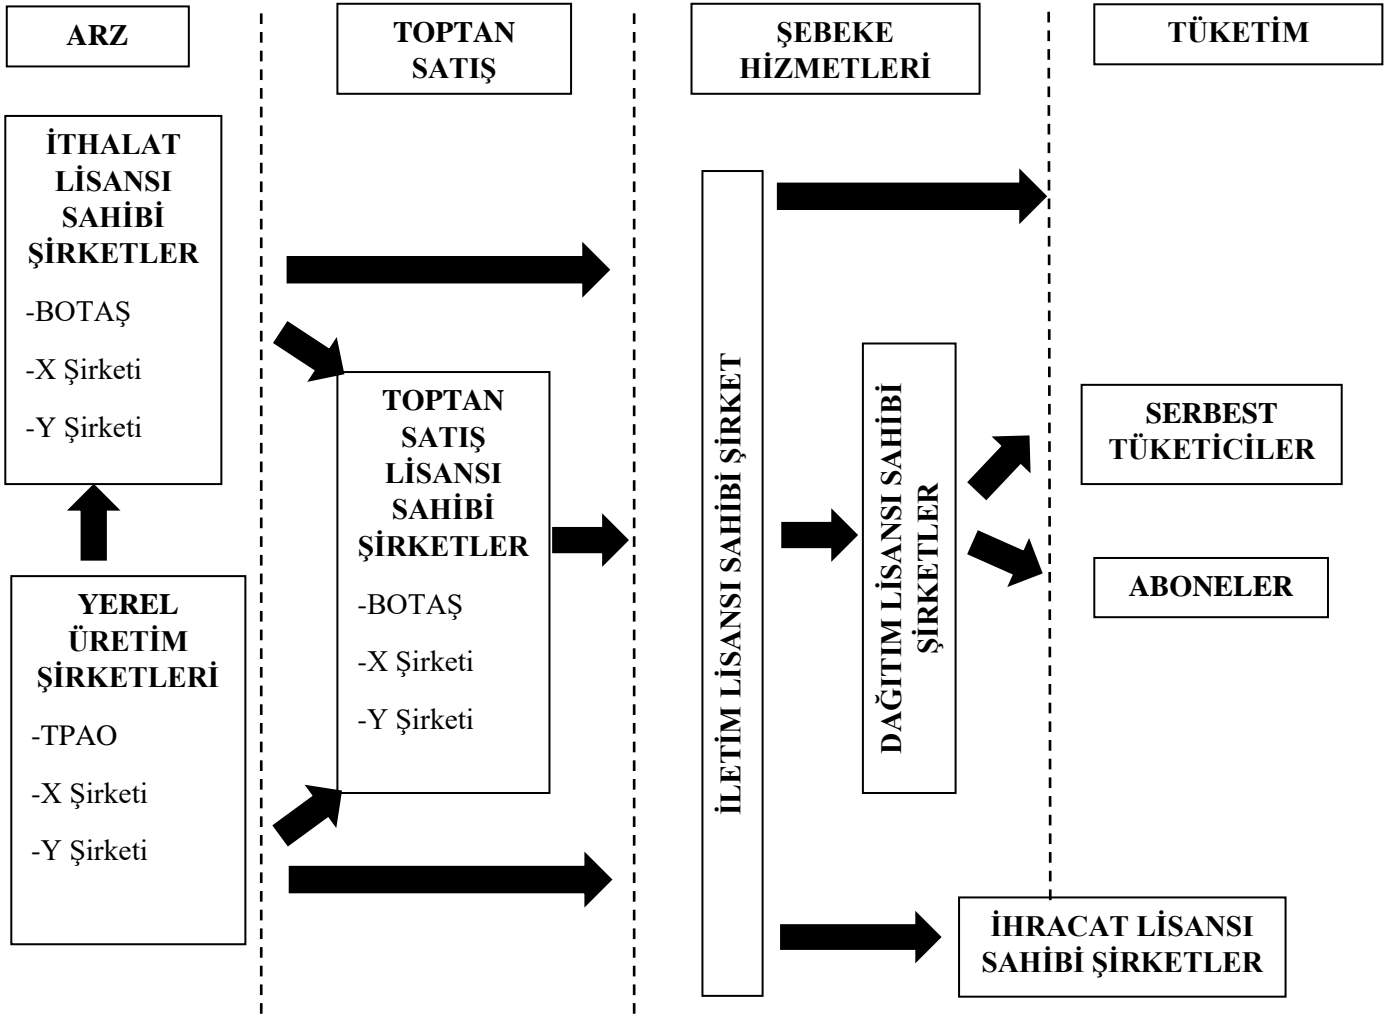 ARZ
TOPTAN
SATIŞ
ŞEBEKE
HİZMETLERİ
TÜKETİM
İTHALAT
LİSANSI
SAHİBİ
ŞİRKETLER
-BOTAŞ
-X Şirketi
-Y Şirketi
YEREL
ÜRETİM
ŞİRKETLERİ
-TPAO
-X Şirketi
-Y Şirketi
TOPTAN
SATIŞ
LİSANSI
SAHİBİ
ŞİRKETLER
-BOTAŞ
-X Şirketi
-Y Şirketi
İLETİM LİSANSI SAHİBİ ŞİRKET
DAĞITIM LİSANSI SAHİBİ
ŞİRKETLER
SERBEST
TÜKETİCİLER
ABONELER
İHRACAT LİSANSI
SAHİBİ ŞİRKETLER